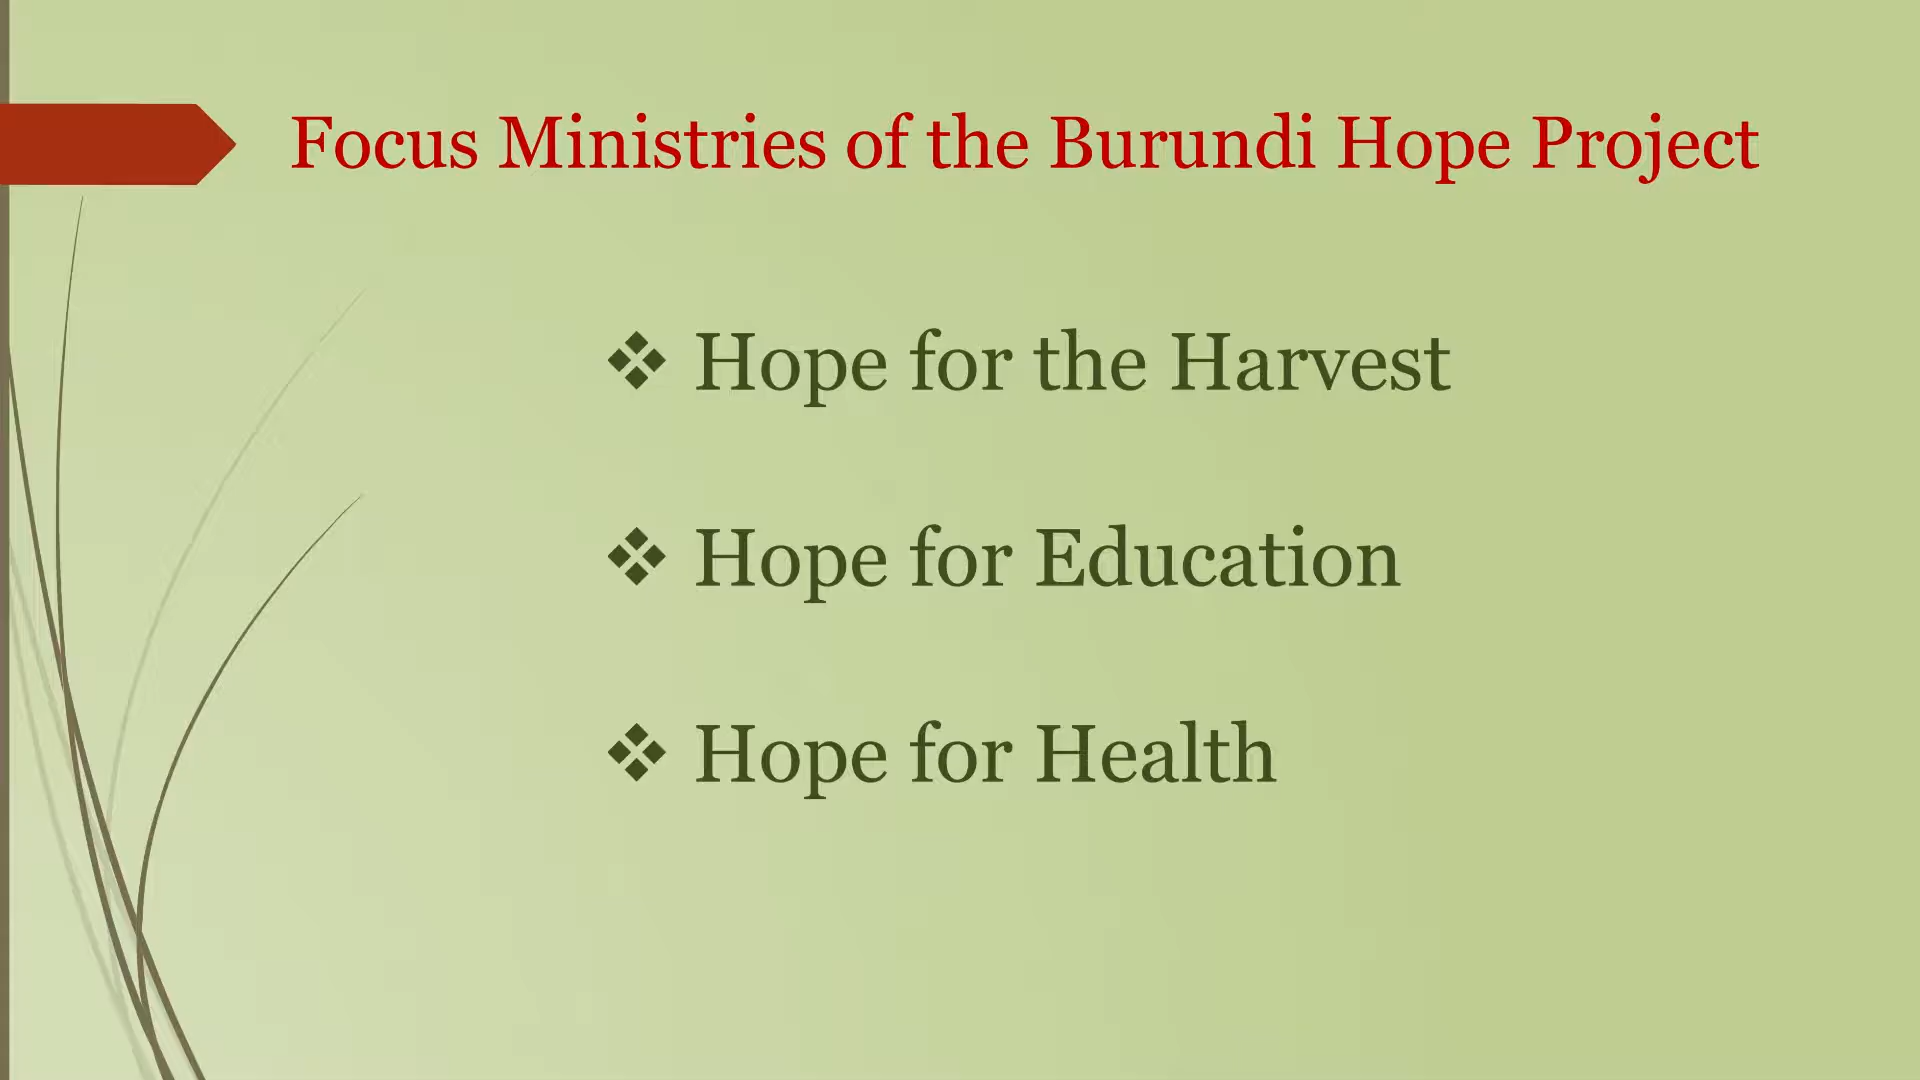 Focus Ministries of the Burundi Hope Project
❖ Hope for the Harvest
❖ Hope for Education
❖ Hope for Health